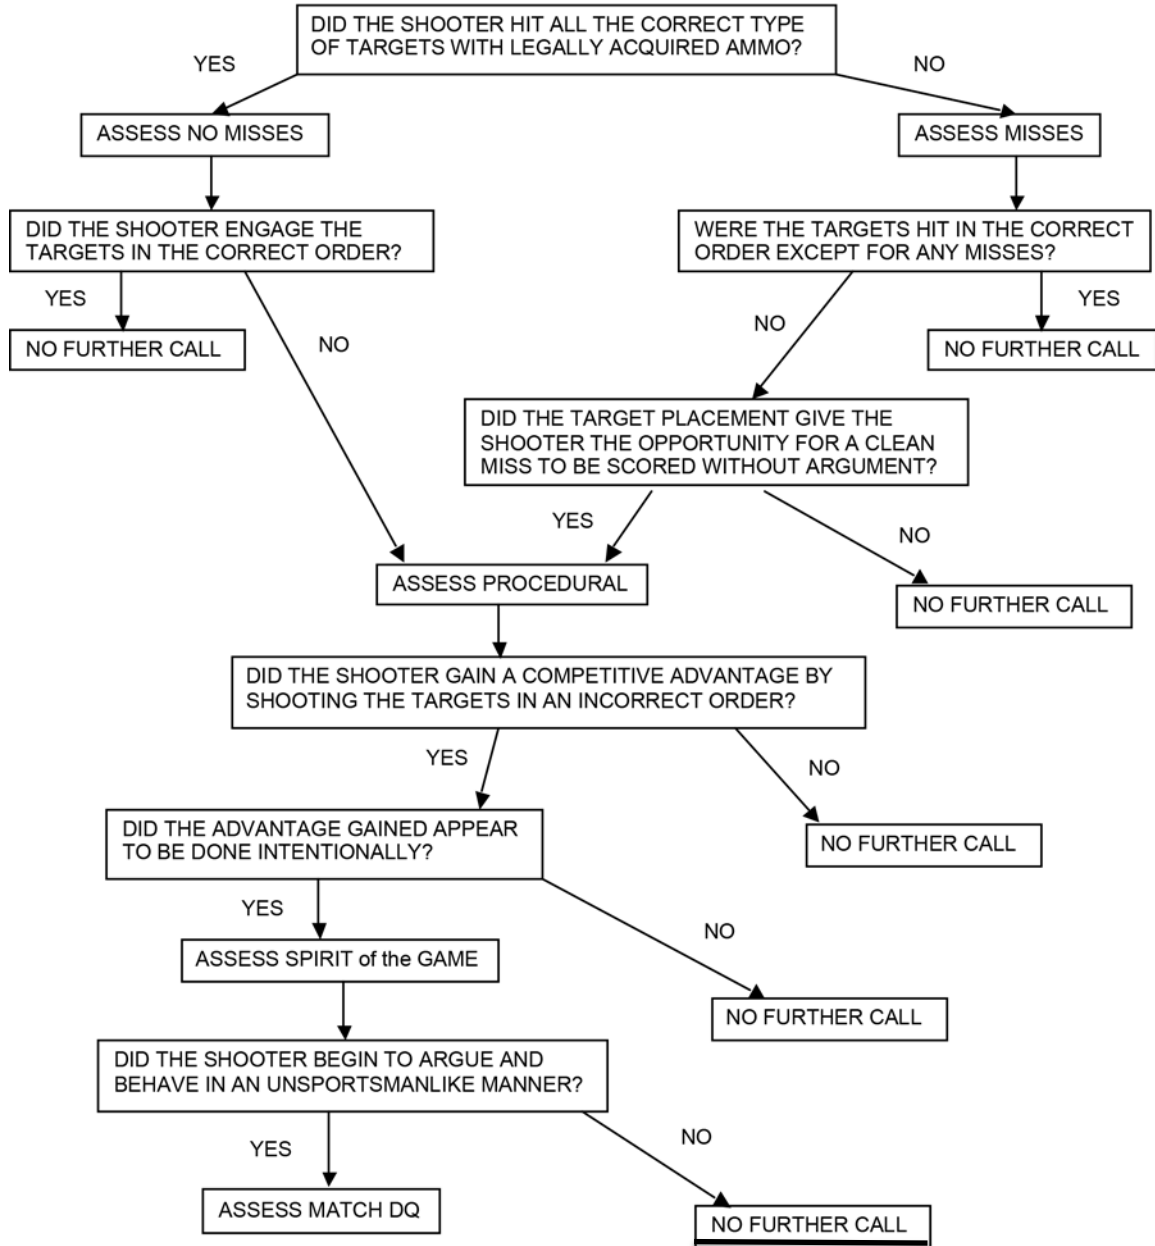 DID THE SHOOTER HIT ALL THE CORRECT TYPE
OF TARGETS WITH LEGALLY ACQUIRED AMMO?
YES
NO
ASSESS NO MISSES
ASSESS MISSES
DID THE SHOOTER ENGAGE THE
TARGETS IN THE CORRECT ORDER?
WERE THE TARGETS HIT IN THE CORRECT
ORDER EXCEPT FOR ANY MISSES?
YES
NO
NO
YES
NO FURTHER CALL
NO FURTHER CALL
DID THE TARGET PLACEMENT GIVE THE
SHOOTER THE OPPORTUNITY FOR A CLEAN
MISS TO BE SCORED WITHOUT ARGUMENT?
YES
NO
ASSESS PROCEDURAL
NO FURTHER CALL
DID THE SHOOTER GAIN A COMPETITIVE ADVANTAGE BY
SHOOTING THE TARGETS IN AN INCORRECT ORDER?
YES
NO
DID THE ADVANTAGE GAINED APPEAR
TO BE DONE INTENTIONALLY?
NO FURTHER CALL
YES
NO
ASSESS SPIRIT of the GAME
NO FURTHER CALL
DID THE SHOOTER BEGIN TO ARGUE AND
BEHAVE IN AN UNSPORTSMANLIKE MANNER?
YES
NO
ASSESS MATCH DQ
NO FURTHER CALL